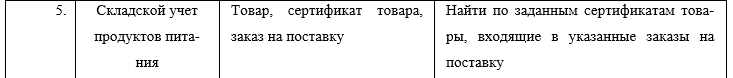 5. Складской учет Товар, сертификат товара, Найти по заданным сертификатам това-
продуктов пита- заказ на поставку ры, входящие в указанные заказы на
ния поставку